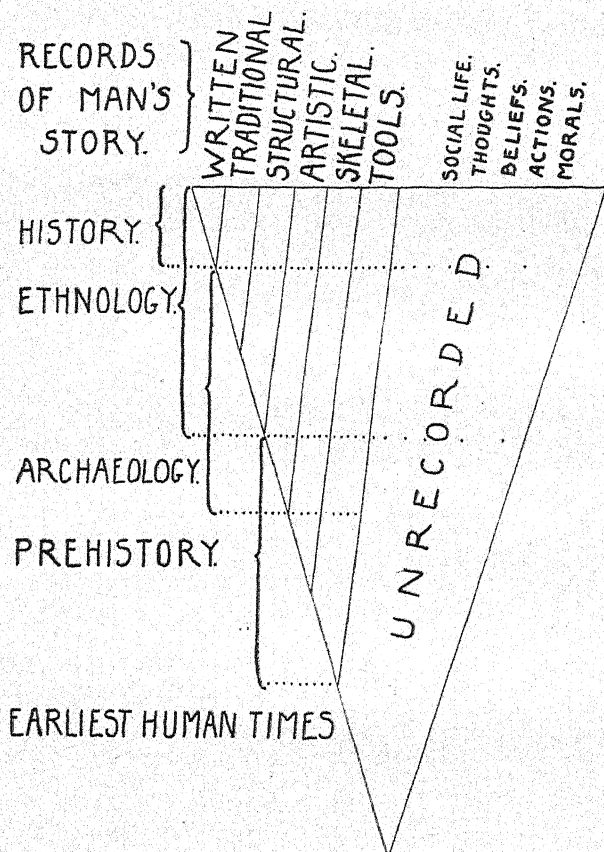 RECORDS
OF MAN'S
STORY.
WRITTEN
TRADITIONAL
STRUCTURAL.
ARTISTIC.
SKELETAL.
TOOLS.
SOCIAL LIFE.
THOUGHTS.
BELIEFS.
ACTIONS.
MORALS.
HISTORY.
ETHNOLOGY.
ARCHAEOLOGY.
PREHISTORY.
UNRECORDED
EARLIEST HUMAN TIMES